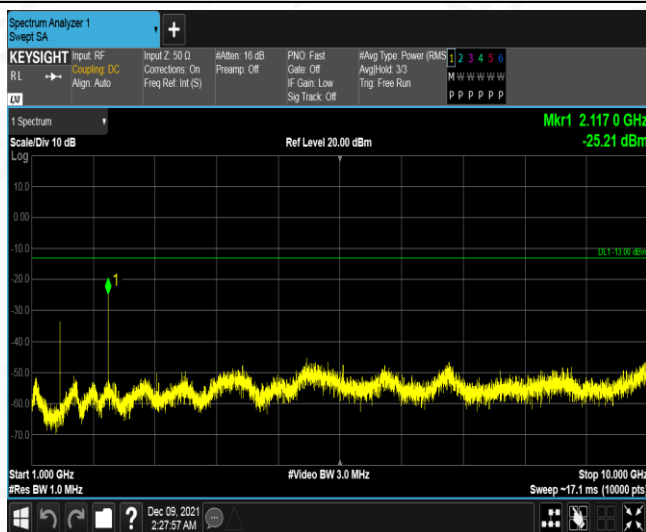 Spectrum Analyzer 1
Swept SA
+
KEYSIGHT
RL
LXI
Input: RF
Coupling: DC
Align: Auto
Input Z: 50 Ω
Corrections: On
Freq Ref: Int (S)
#Atten: 16 dB
Preamp: Off
PNO: Fast
Gate: Off
IF Gain: Low
Sig Track: Off
#Avg Type: Power (RMS
Avg|Hold: 3/3
Trig: Free Run
1 2 3 4 5 6
M W W W W W
P P P P P P
1 Spectrum
Mkr1 2.117 0 GHz
Scale/Div 10 dB
Ref Level 20.00 dBm
-25.21 dBm
Log
10.0
0.00
-10.0
DL1 -13.00 dBm
-20.0
1
-30.0
-40.0
-50.0
-60.0
-70.0
Start 1.000 GHz
#Video BW 3.0 MHz
Stop 10.000 GHz
#Res BW 1.0 MHz
Sweep ~17.1 ms (10000 pts)
?
Dec 09, 2021
2:27:57 AM